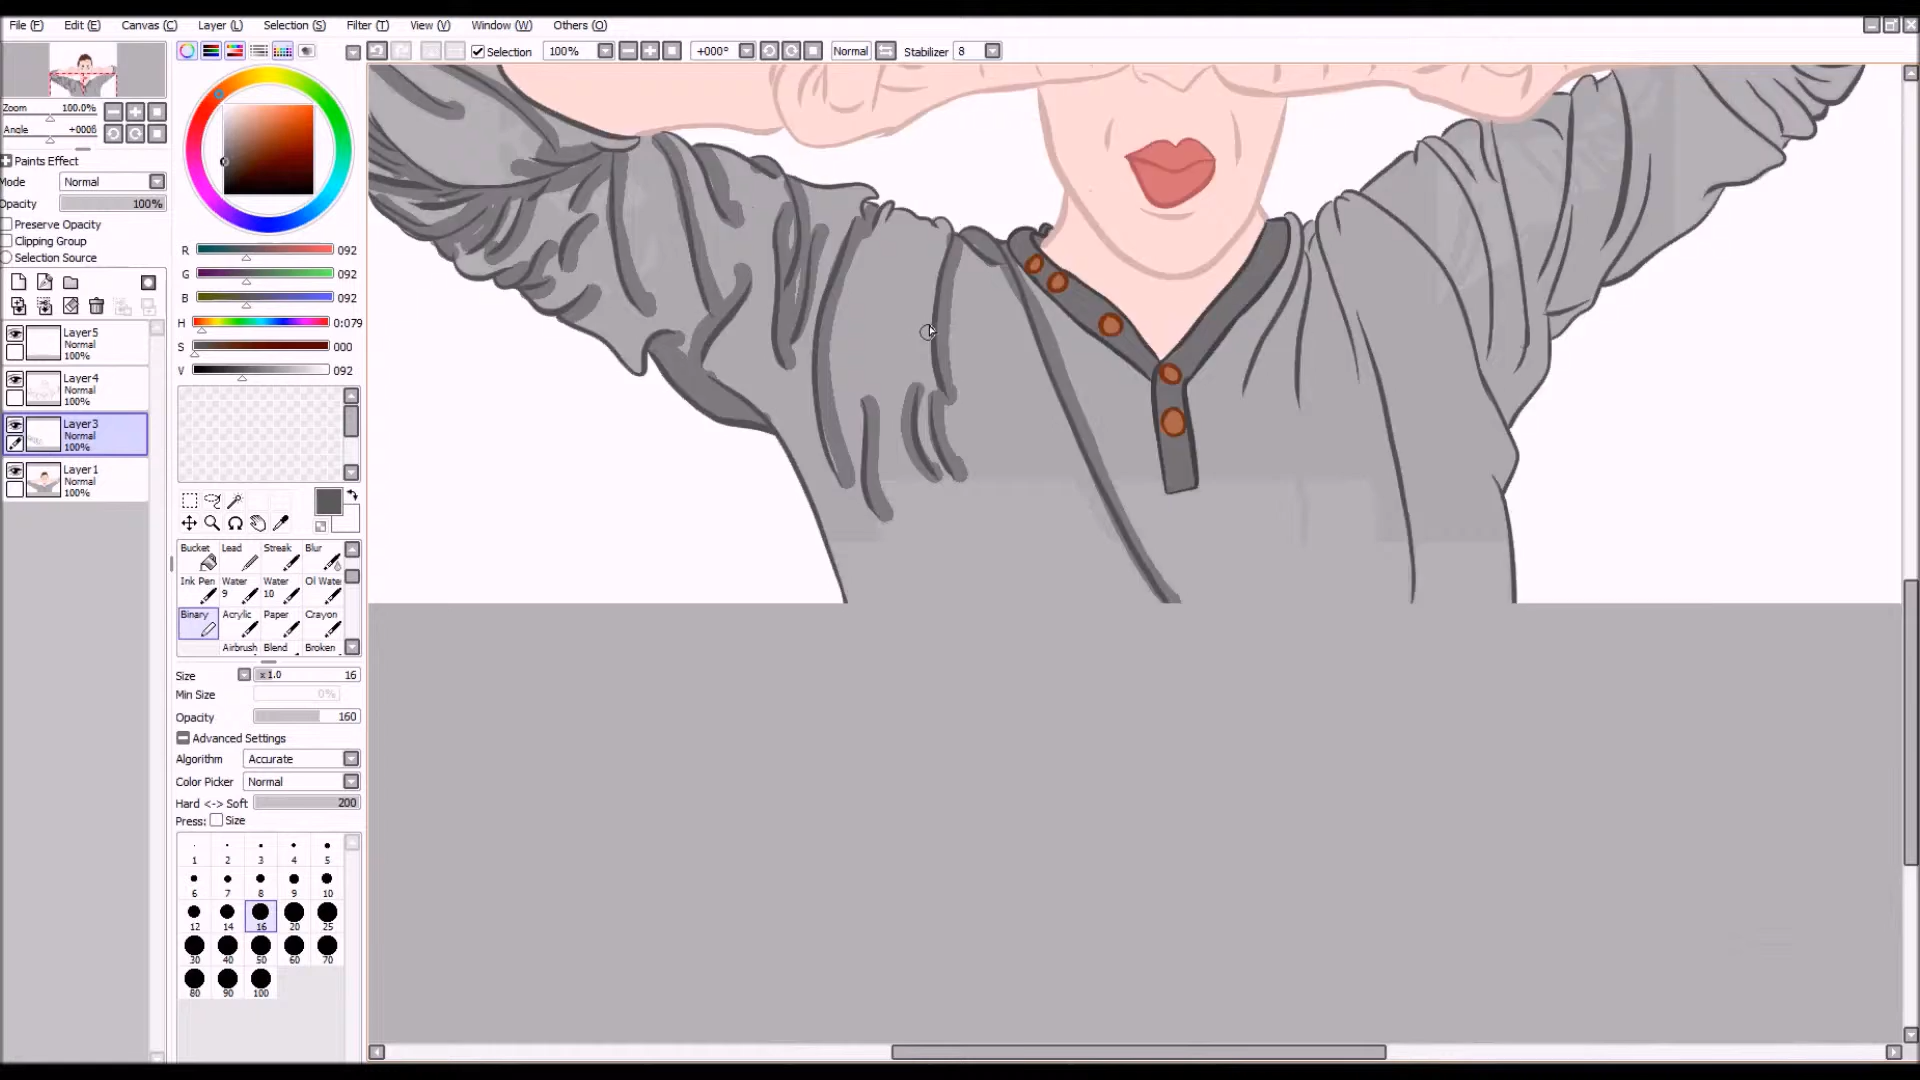 File (F) Edit (E) Canvas (C) Layer (L) Selection (S) Filter (T) View (V) Window (W) Others (O)
Selection 100% +000° Normal Stabilizer 8
Zoom 100.0%
Angle +0006
Paints Effect
Mode Normal
Opacity 100%
Preserve Opacity
Clipping Group
Selection Source
Layer5
Normal
100%
Layer4
Normal
100%
Layer3
Normal
100%
Layer1
Normal
100%
R 092
G 092
B 092
H 0:079
S 000
V 092
Bucket Lead Streak Blur
Ink Pen Water 9 Water 10 Ol Wate
Binary Acrylic Paper Crayon
Airbrush Blend Broken
Size x1.0 16
Min Size 0%
Opacity 160
Advanced Settings
Algorithm Accurate
Color Picker Normal
Hard <-> Soft 200
Press: Size
1 2 3 4 5
6 7 8 9 10
12 14 16 20 25
30 40 50 60 70
80 90 100